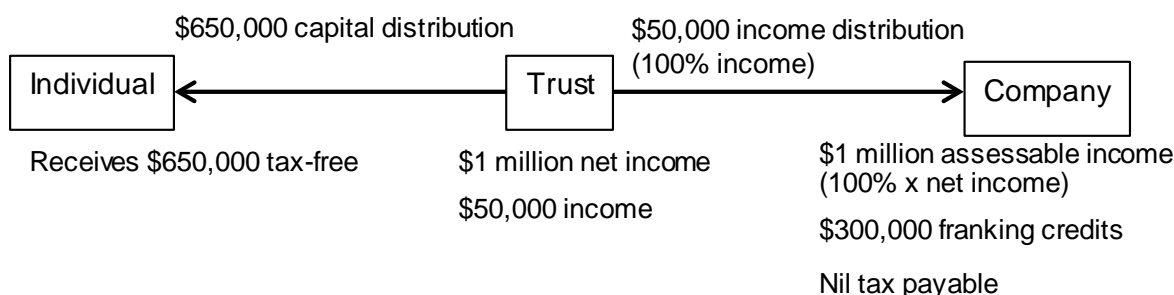 $650,000 capital distribution
$50,000 income distribution
(100% income)
Individual
Trust
Company
Receives $650,000 tax-free
$1 million net income
$50,000 income
$1 million assessable income
(100% x net income)
$300,000 franking credits
Nil tax payable